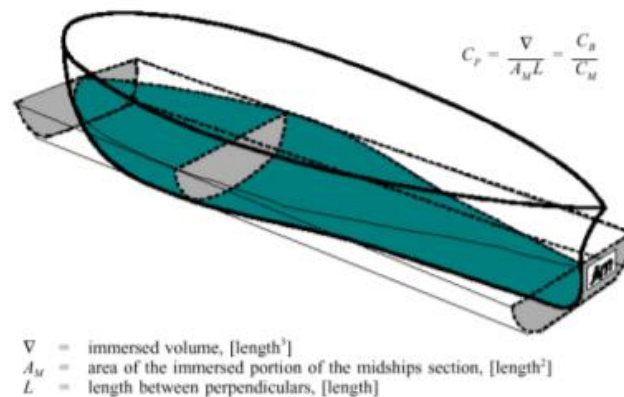 C_P = ∇ / A_M L = C_B / C_M
Am
∇ = immersed volume, [length³]
A_M = area of the immersed portion of the midships section, [length²]
L = length between perpendiculars, [length]